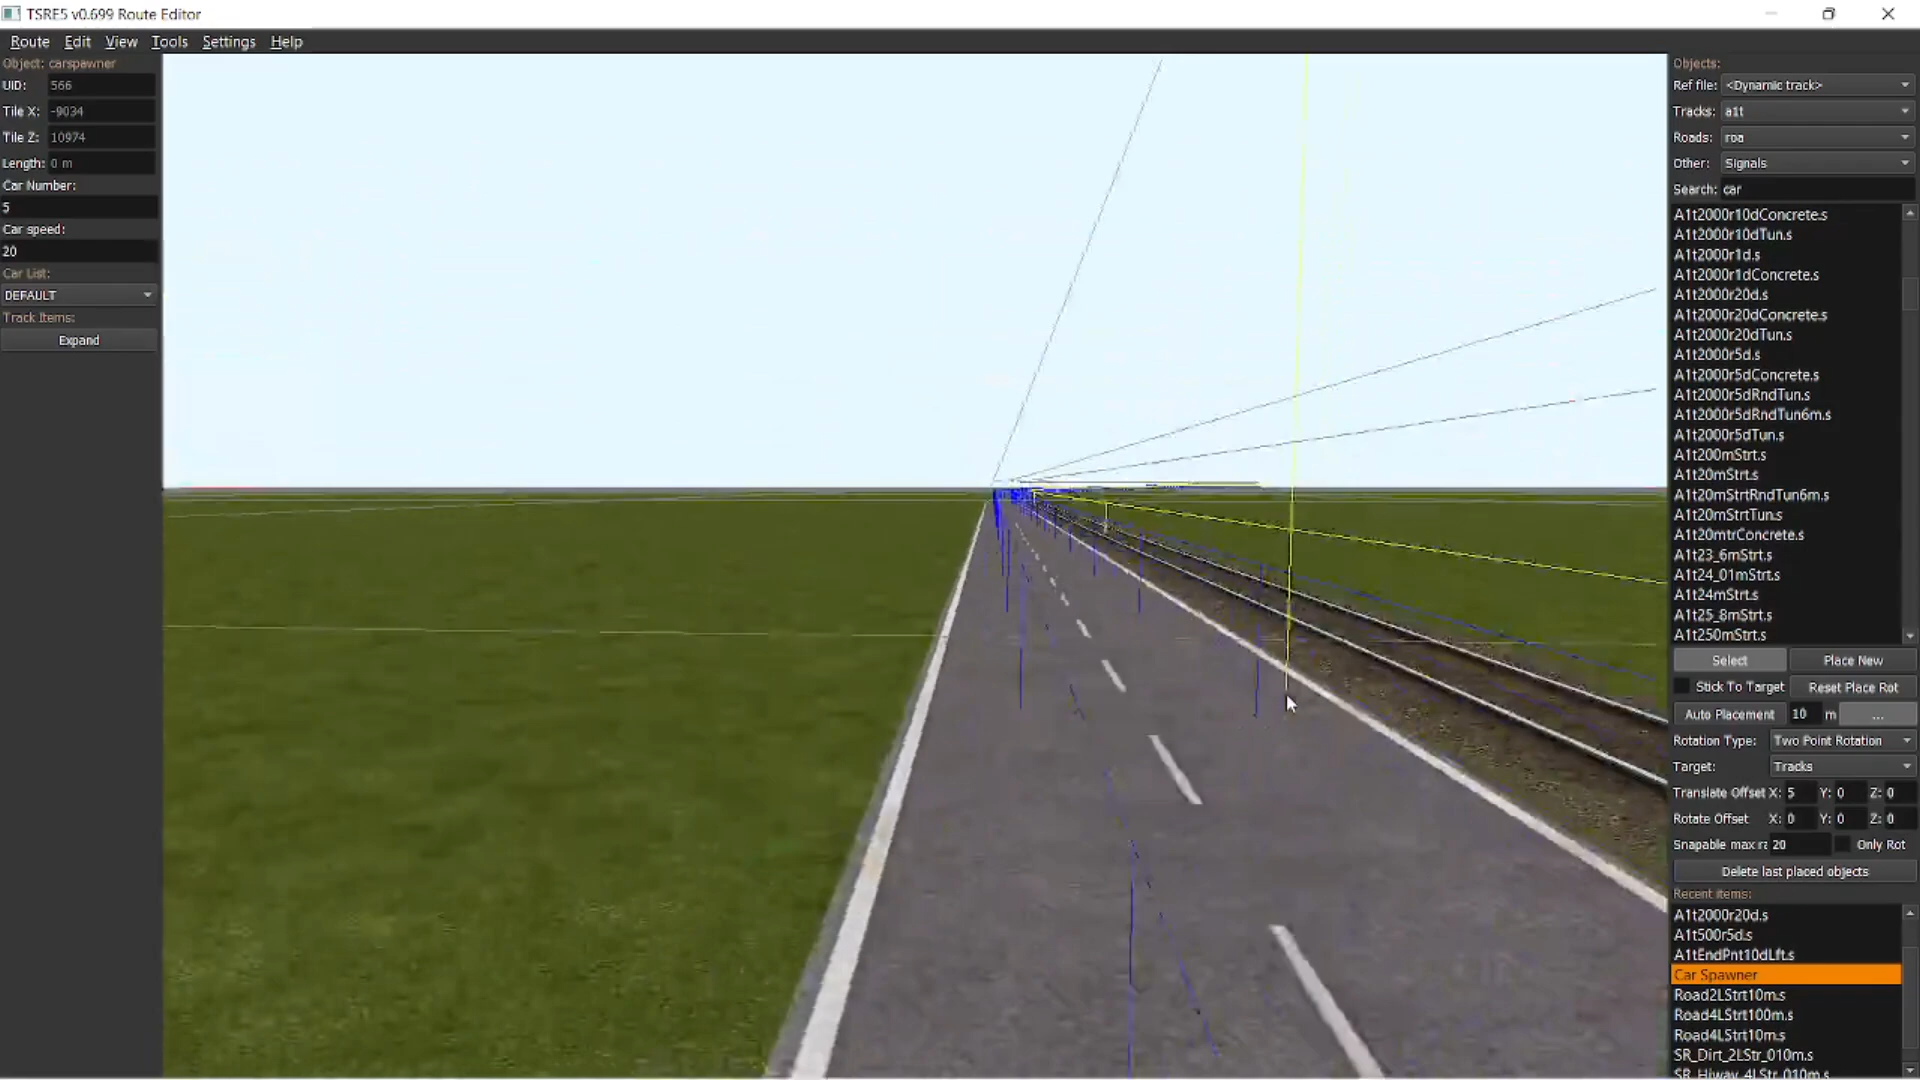 TSRE5 v0.699 Route Editor
Route Edit View Tools Settings Help
Object: carspawner
UID: 566
Tile X: -9034
Tile Z: 10974
Length: 0 m
Car Number:
5
Car speed:
20
Car List:
DEFAULT
Track Items:
Expand
Objects:
Ref file: <Dynamic track>
Tracks: a1t
Roads: roa
Other: Signals
Search: car
A1t2000r10dConcrete.s
A1t2000r10dTun.s
A1t2000r1d.s
A1t2000r1dConcrete.s
A1t2000r20d.s
A1t2000r20dConcrete.s
A1t2000r20dTun.s
A1t2000r5d.s
A1t2000r5dConcrete.s
A1t2000r5dRndTun.s
A1t2000r5dRndTun6m.s
A1t2000r5dTun.s
A1t200mStrt.s
A1t20mStrt.s
A1t20mStrtRndTun6m.s
A1t20mStrtTun.s
A1t20mtrConcrete.s
A1t23_6mStrt.s
A1t24_01mStrt.s
A1t24mStrt.s
A1t25_8mStrt.s
A1t250mStrt.s
Select Place New
Stick To Target Reset Place Rot
Auto Placement 10 m ...
Rotation Type: Two Point Rotation
Target: Tracks
Translate Offset X: 5 Y: 0 Z: 0
Rotate Offset X: 0 Y: 0 Z: 0
Snapable max ra 20 Only Rot
Delete last placed objects
Recent items:
A1t2000r20d.s
A1t500r5d.s
A1tEndPnt10dLft.s
Car Spawner
Road2LStrt10m.s
Road4LStrt100m.s
Road4LStrt10m.s
SR_Dirt_2LStr_010m.s
SR_Hiway_4LStr_010m.s